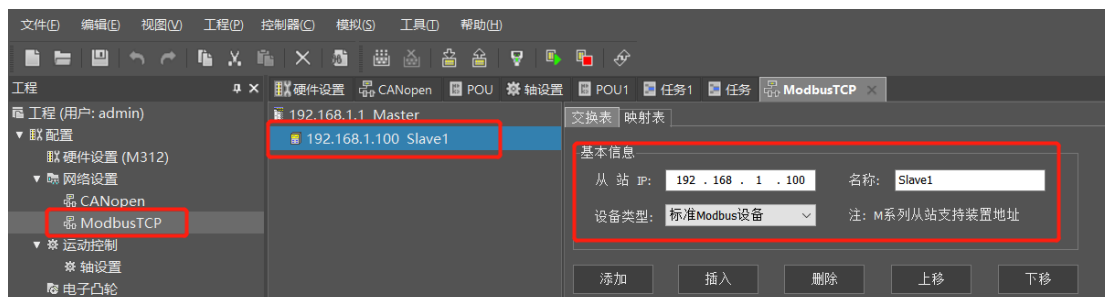 文件(F) 编辑(E) 视图(V) 工程(P) 控制器(C) 模拟(S) 工具(T) 帮助(H)
工程
硬件设置 CANopen POU 轴设置 POU1 任务1 任务 ModbusTCP
工程 (用户: admin)
配置
硬件设置 (M312)
网络设置
CANopen
ModbusTCP
运动控制
轴设置
电子凸轮
192.168.1.1 Master
192.168.1.100 Slave1
交换表 映射表
基本信息
从 站 IP: 192 . 168 . 1 . 100 名称: Slave1
设备类型: 标准Modbus设备 注: M系列从站支持装置地址
添加 插入 删除 上移 下移